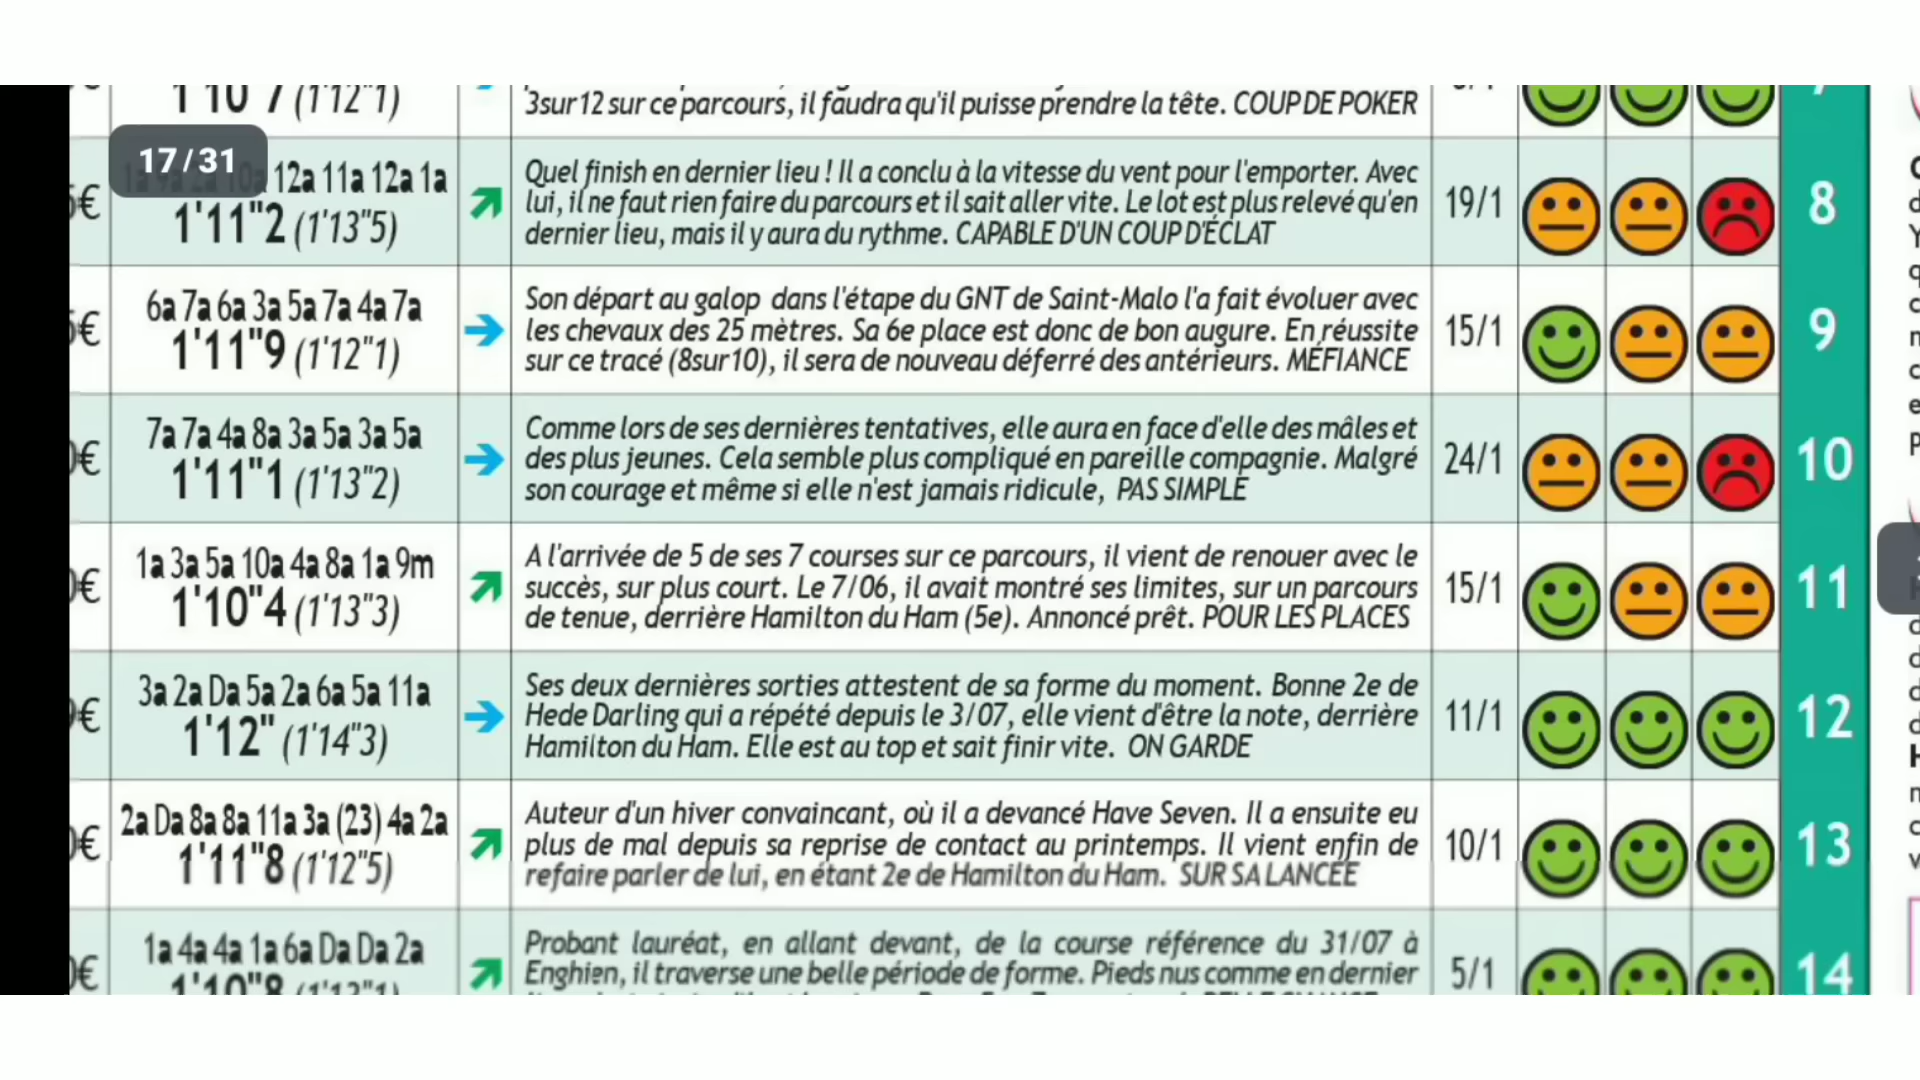 1'10"7 (1'12"1)
3sur12 sur ce parcours, il faudra qu'il puisse prendre la tête. COUP DE POKER
17/31
12a 11a 12a 1a
1'11"2 (1'13"5)
Quel finish en dernier lieu ! Il a conclu à la vitesse du vent pour l'emporter. Avec
lui, il ne faut rien faire du parcours et il sait aller vite. Le lot est plus relevé qu'en
dernier lieu, mais il y aura du rythme. CAPABLE D'UN COUP D'ÉCLAT
19/1
8
€
6a 7a 6a 3a 5a 7a 4a 7a
1'11"9 (1'12"1)
Son départ au galop dans l'étape du GNT de Saint-Malo l'a fait évoluer avec
les chevaux des 25 mètres. Sa 6e place est donc de bon augure. En réussite
sur ce tracé (8sur10), il sera de nouveau déferré des antérieurs. MÉFIANCE
15/1
9
€
7a 7a 4a 8a 3a 5a 3a 5a
1'11"1 (1'13"2)
Comme lors de ses dernières tentatives, elle aura en face d'elle des mâles et
des plus jeunes. Cela semble plus compliqué en pareille compagnie. Malgré
son courage et même si elle n'est jamais ridicule, PAS SIMPLE
24/1
10
€
1a 3a 5a 10a 4a 8a 1a 9m
1'10"4 (1'13"3)
A l'arrivée de 5 de ses 7 courses sur ce parcours, il vient de renouer avec le
succès, sur plus court. Le 7/06, il avait montré ses limites, sur un parcours
de tenue, derrière Hamilton du Ham (5e). Annoncé prêt. POUR LES PLACES
15/1
11
€
3a 2a Da 5a 2a 6a 5a 11a
1'12" (1'14"3)
Ses deux dernières sorties attestent de sa forme du moment. Bonne 2e de
Hede Darling qui a répété depuis le 3/07, elle vient d'être la note, derrière
Hamilton du Ham. Elle est au top et sait finir vite. ON GARDE
11/1
12
€
2a Da 8a 8a 11a 3a (23) 4a 2a
1'11"8 (1'12"5)
Auteur d'un hiver convaincant, où il a devancé Have Seven. Il a ensuite eu
plus de mal depuis sa reprise de contact au printemps. Il vient enfin de
refaire parler de lui, en étant 2e de Hamilton du Ham. SUR SA LANCÉE
10/1
13
€
1a 4a 4a 1a 6a Da Da 2a
Probant lauréat, en allant devant, de la course référence du 31/07 à
Enghien, il traverse une belle période de forme. Pieds nus comme en dernier
5/1
14